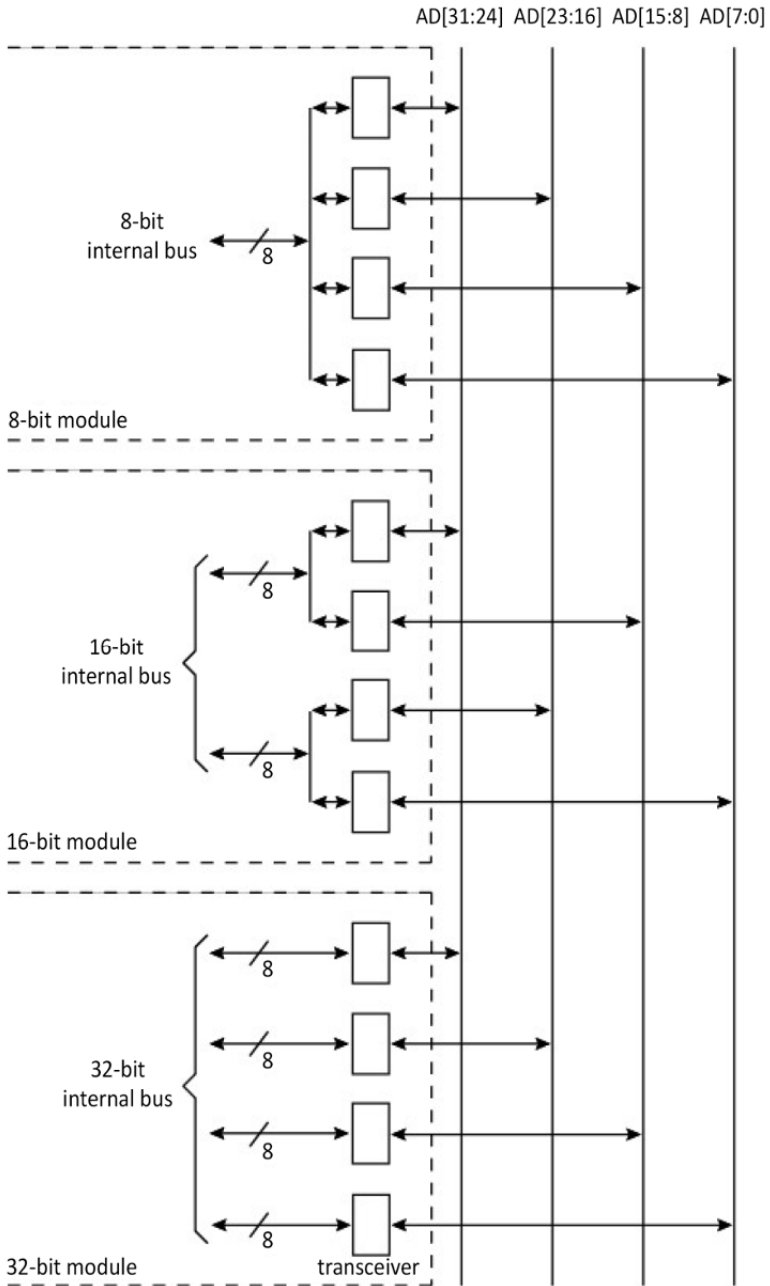 AD[31:24] AD[23:16] AD[15:8] AD[7:0]
8-bit
internal bus
8
8-bit module
8
16-bit
internal bus
8
16-bit module
8
8
32-bit
internal bus
8
8
32-bit module
transceiver